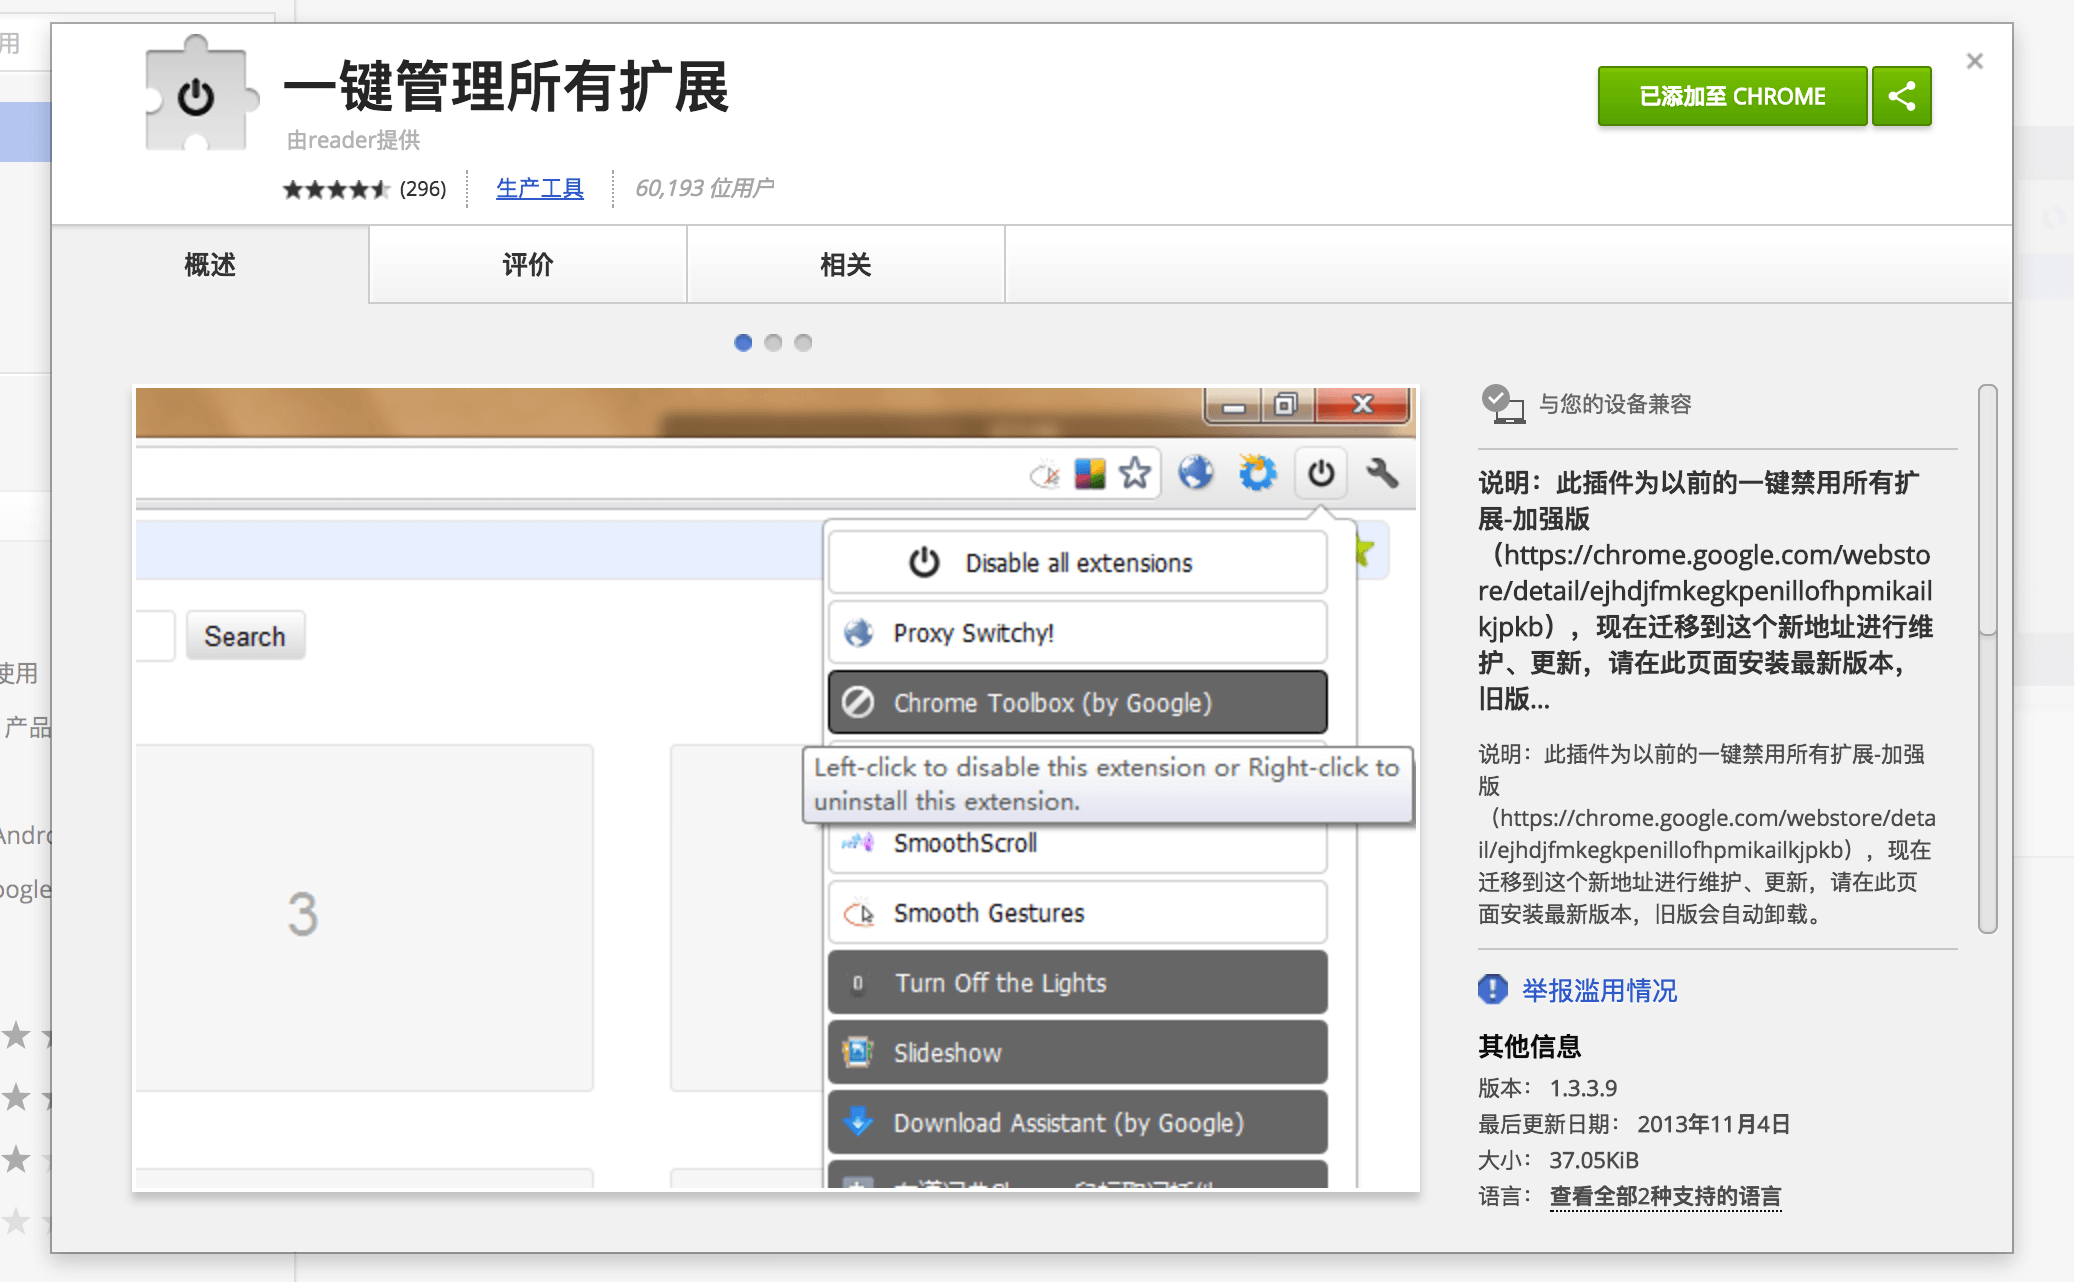 用
一键管理所有扩展
由reader提供
(296)
生产工具
60,193 位用户
已添加至 CHROME
概述
评价
相关
Disable all extensions
Proxy Switchy!
Chrome Toolbox (by Google)
Left-click to disable this extension or Right-click to
uninstall this extension.
SmoothScroll
Smooth Gestures
Turn Off the Lights
Slideshow
Download Assistant (by Google)
Search
3
与您的设备兼容
说明：此插件为以前的一键禁用所有扩
展-加强版
（https://chrome.google.com/websto
re/detail/ejhdjfmkegkpenillofhpmikail
kjpkb），现在迁移到这个新地址进行维
护、更新，请在此页面安装最新版本，
旧版...
说明：此插件为以前的一键禁用所有扩展-加强
版
（https://chrome.google.com/webstore/deta
il/ejhdjfmkegkpenillofhpmikailkjpkb），现在
迁移到这个新地址进行维护、更新，请在此页
面安装最新版本，旧版会自动卸载。
举报滥用情况
其他信息
版本： 1.3.3.9
最后更新日期： 2013年11月4日
大小： 37.05KiB
语言： 查看全部2种支持的语言
使用
产品